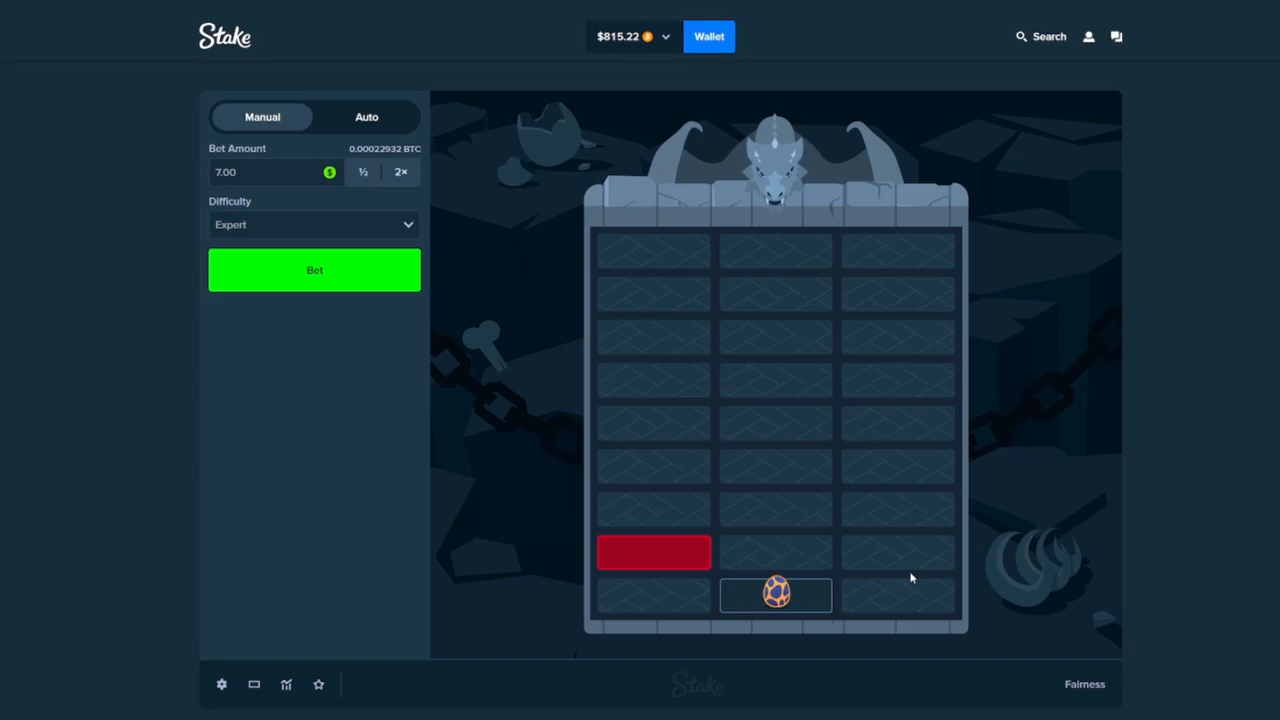 Stake
$815.22
Wallet
Search
Manual
Auto
Bet Amount
0.00022932 BTC
7.00
½
2×
Difficulty
Expert
Bet
Stake
Fairness